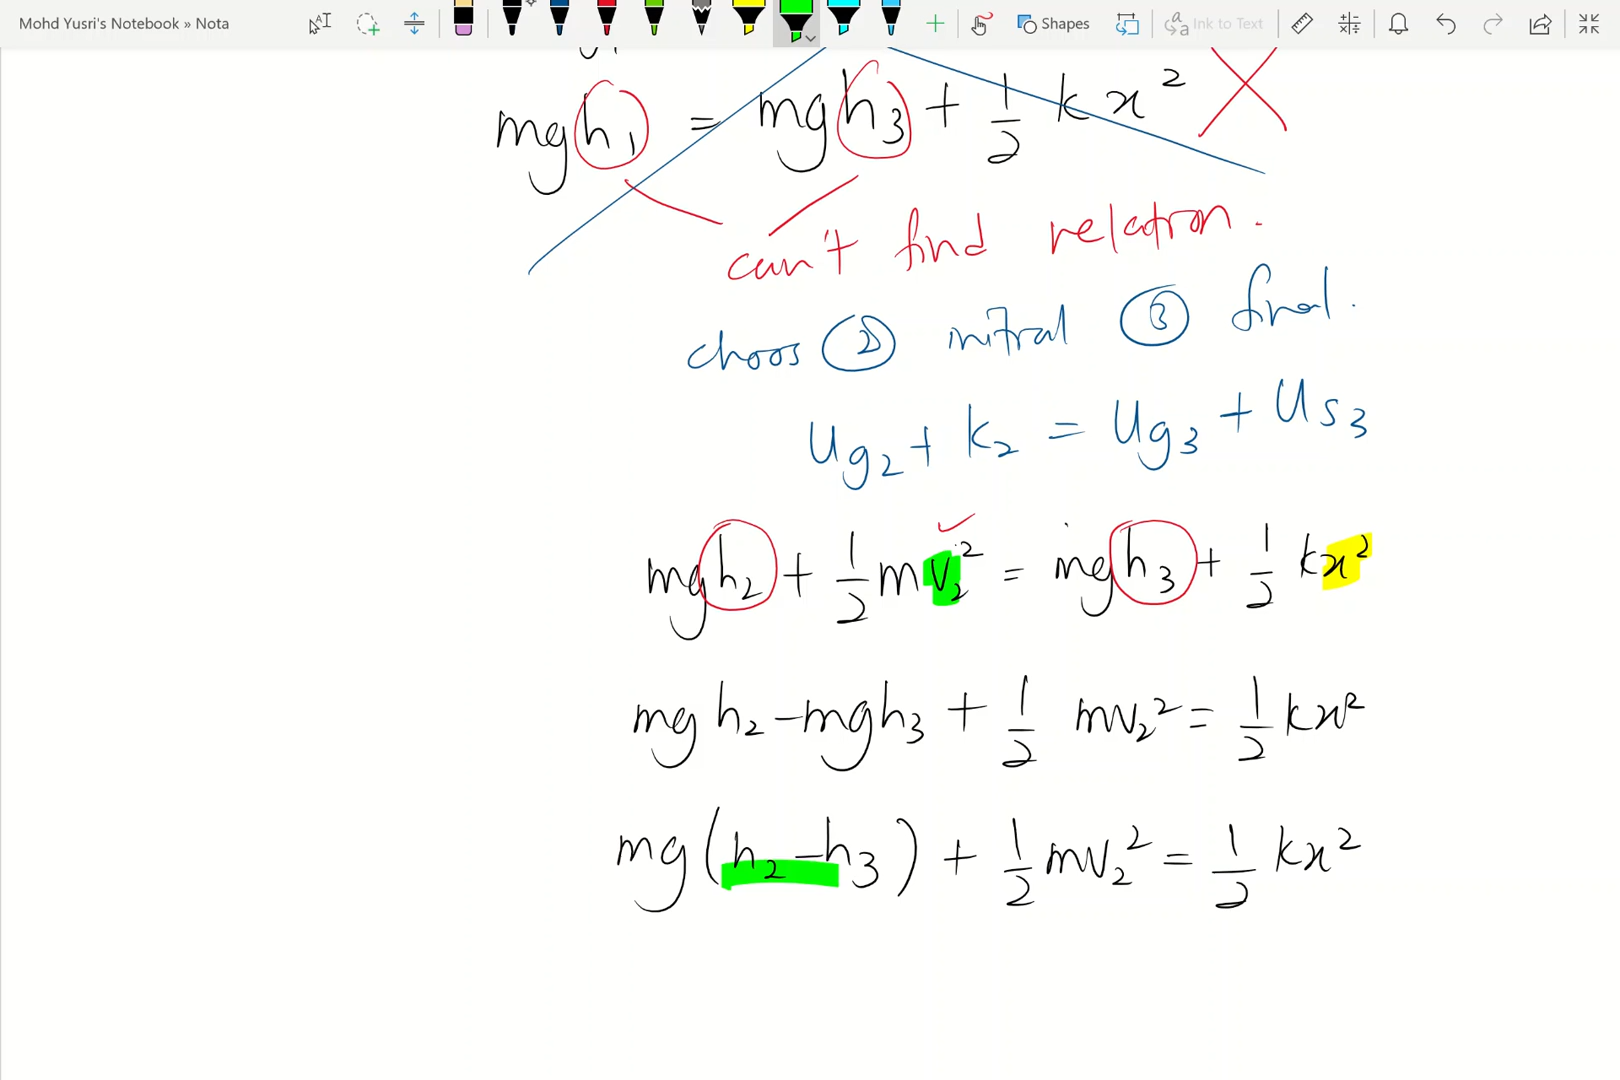 Mohd Yusri's Notebook » Nota
Shapes
Ink to Text
mgh₁ = mgh₃ + 1/2 kx²
can't find relation.
choos ② initial ③ final.
Ug₂ + K₂ = Ug₃ + Us₃
mgh₂ + 1/2 mv₂² = mgh₃ + 1/2 kx²
mgh₂ - mgh₃ + 1/2 mv₂² = 1/2 kx²
mg(h₂ - h₃) + 1/2 mv₂² = 1/2 kx²